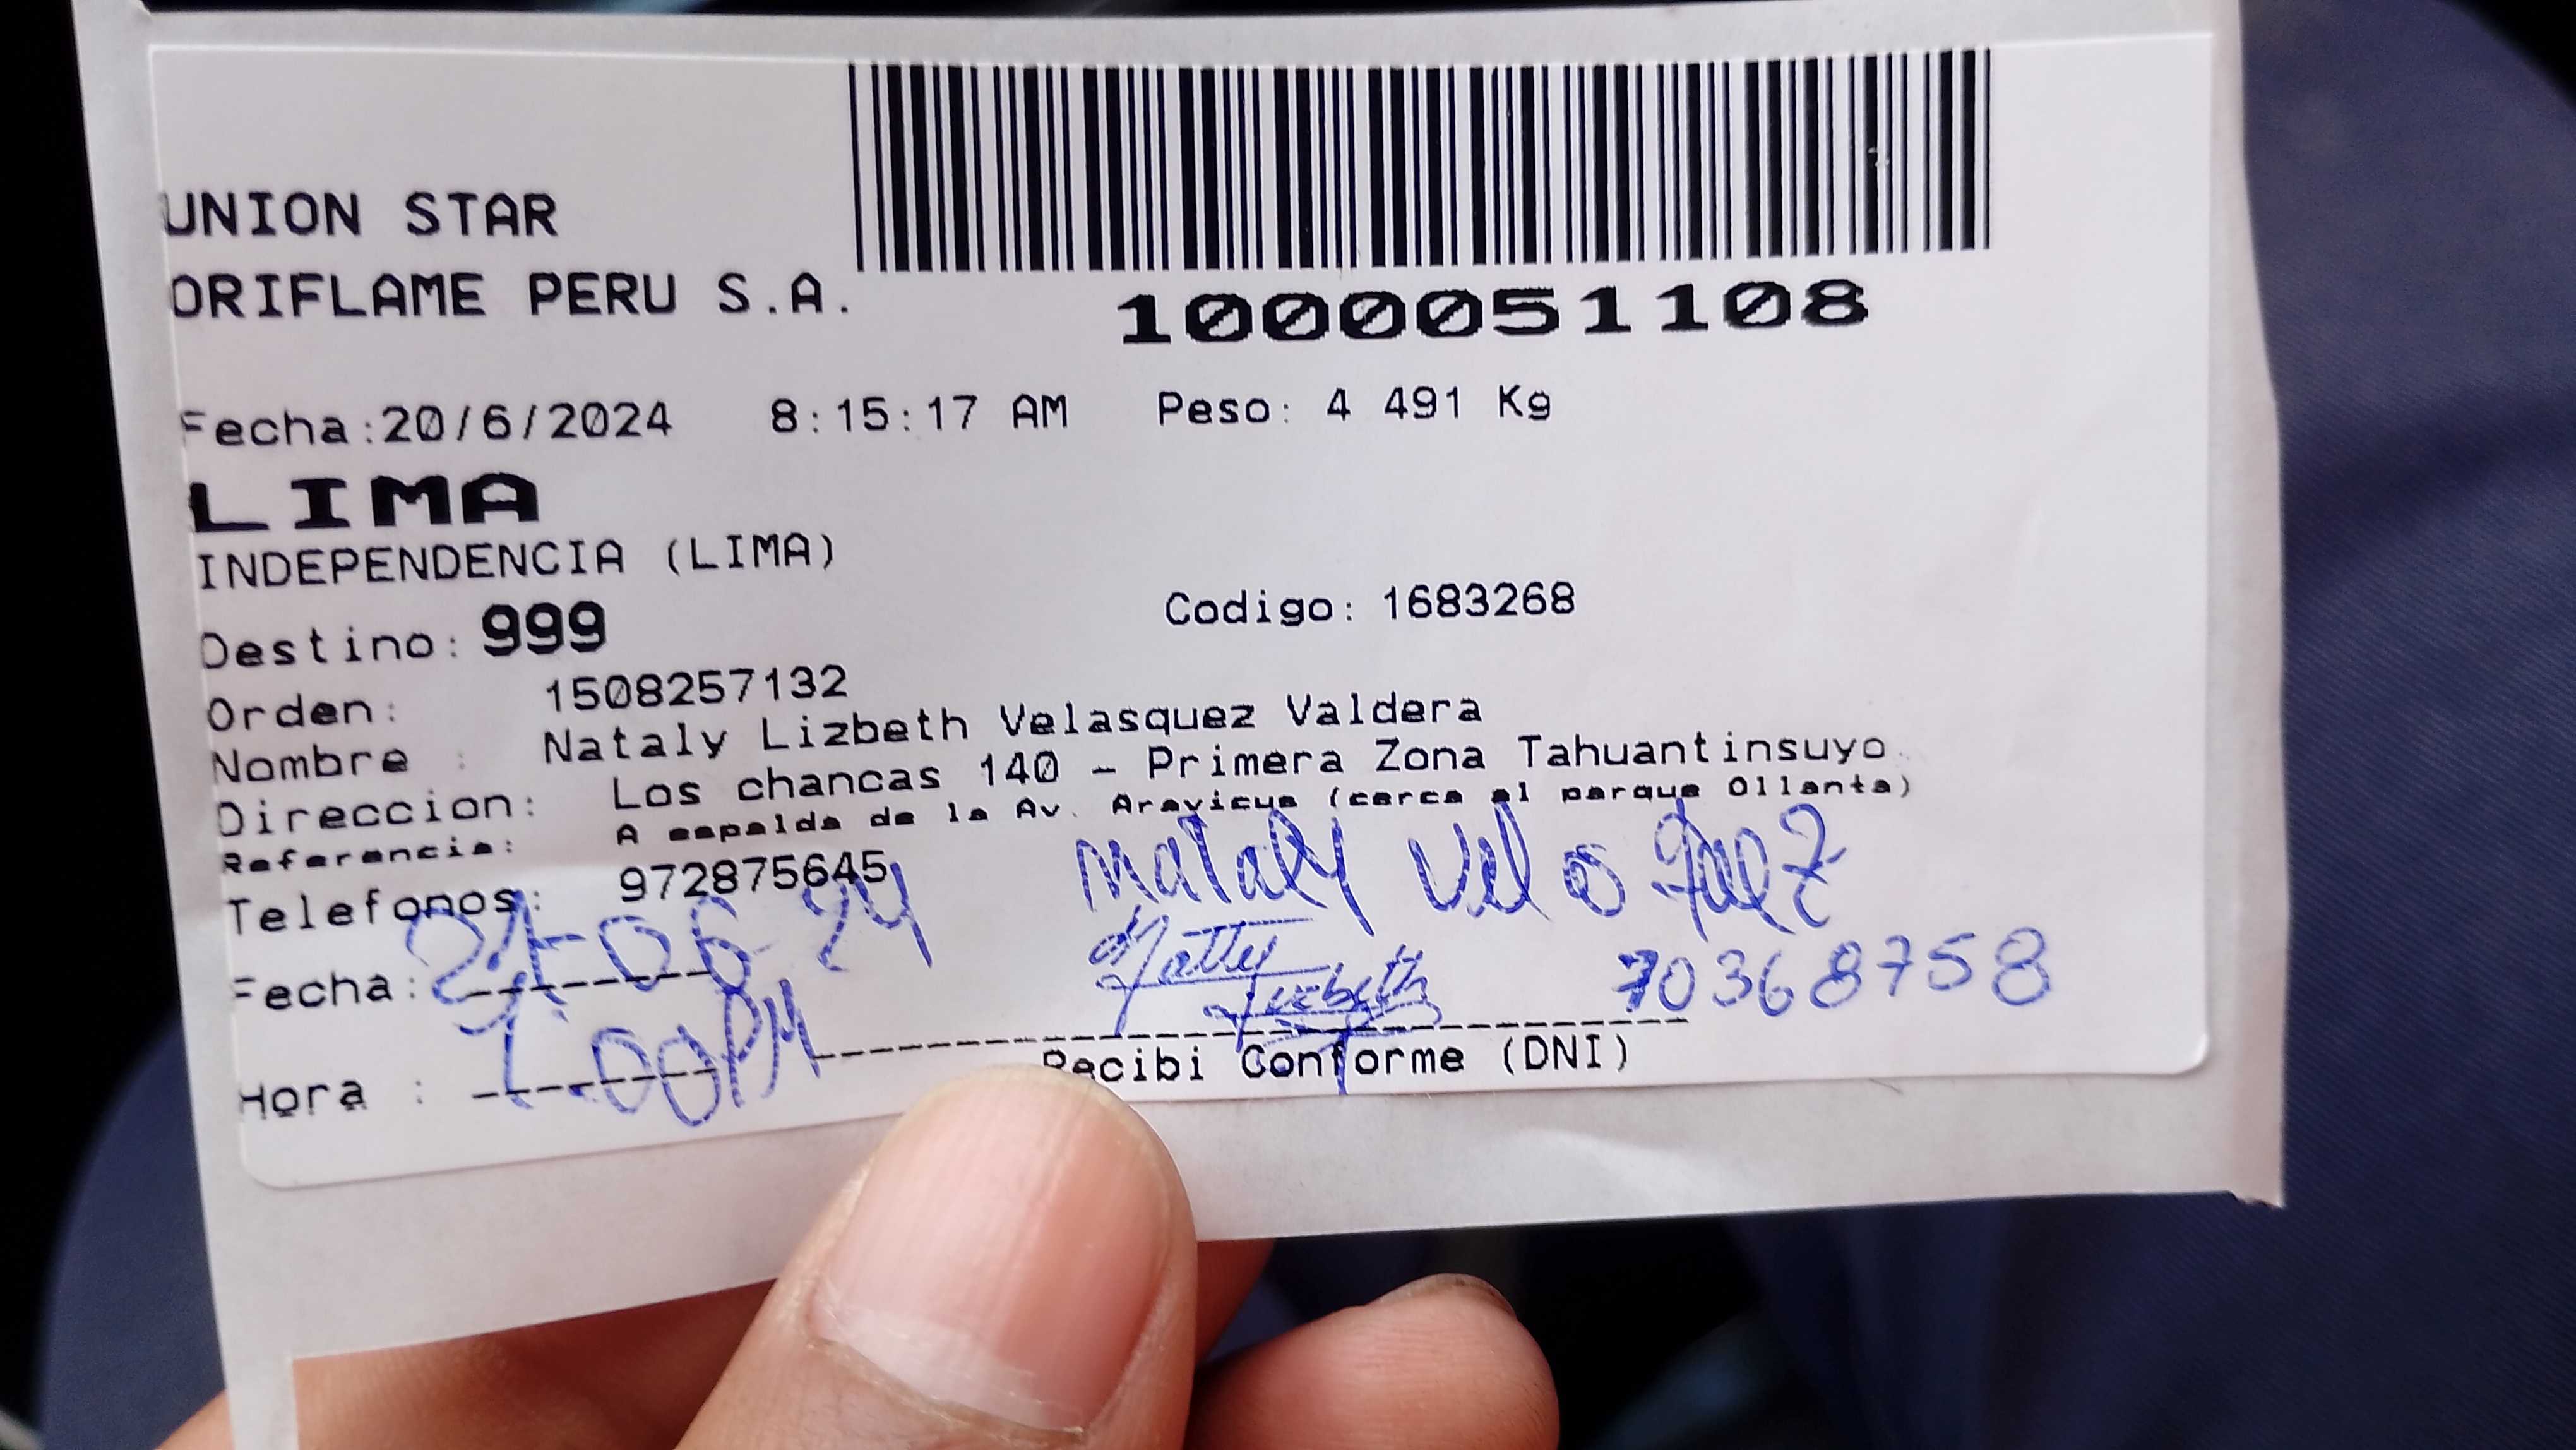 UNION STAR
ORIFLAME PERU S.A.
1000051108
Fecha:20/6/2024 8:15:17 AM Peso: 4 491 Kg
LIMA
INDEPENDENCIA (LIMA)
Destino: 999 Codigo: 1683268
Orden: 1508257132
Nombre : Nataly Lizbeth Velasquez Valdera
Direccion: Los chancas 140 - Primera Zona Tahuantinsuyo
Referencia: A espalda de la Av. Aravicus (cerca al parque Ollanta)
Telefonos: 972875645
Nataly Velasquez
Fecha: 21-06-24
70368758
Hora : 1:00PM
Recibi Conforme (DNI)